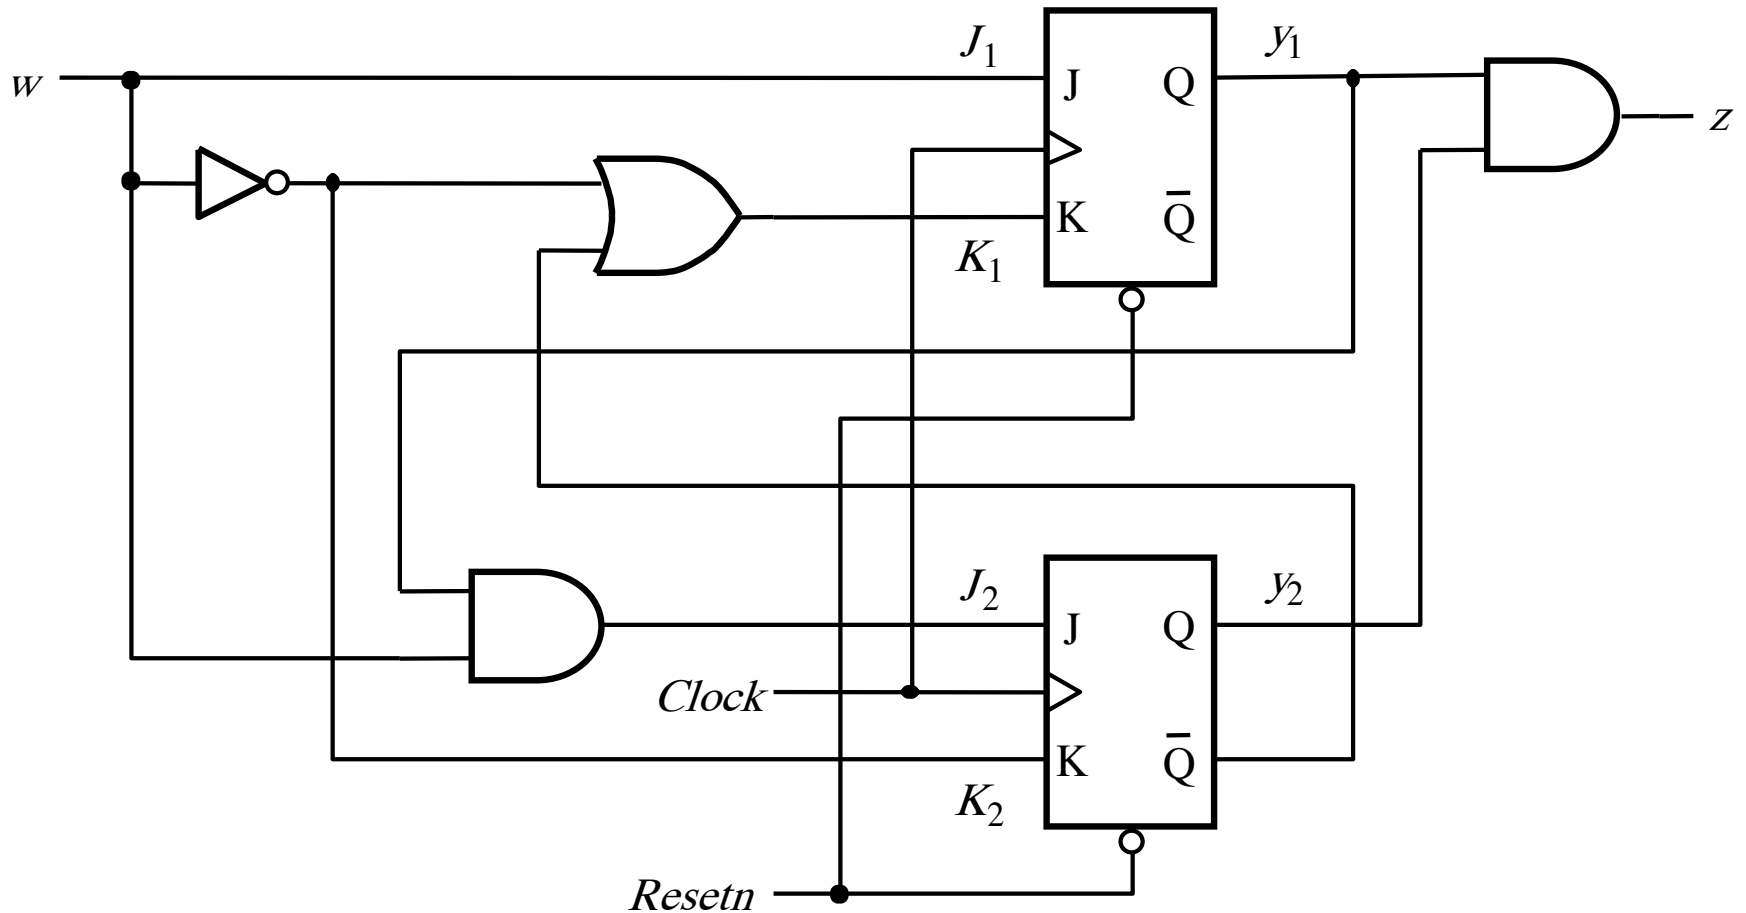 J₁
y₁
w
J
Q
z
K
Q̅
K₁
J₂
y₂
J
Q
Clock
K
Q̅
K₂
Resetn